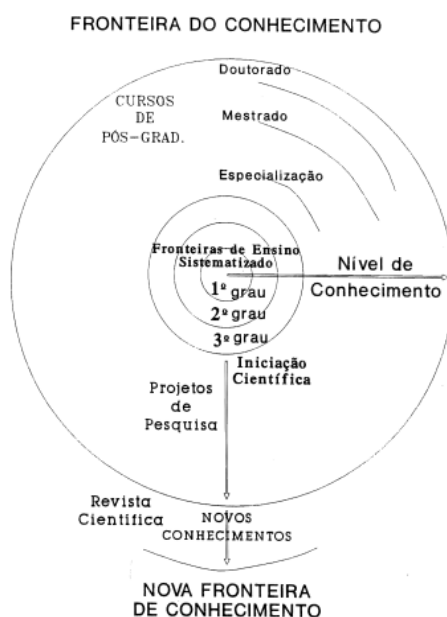 FRONTEIRA DO CONHECIMENTO
Doutorado
CURSOS
DE
PÓS-GRAD.
Mestrado
Especialização
Fronteiras de Ensino
Sistematizado
Nível de
Conhecimento
1º grau
2º grau
3º grau
Iniciação
Científica
Projetos
de
Pesquisa
Revista
Científica
NOVOS
CONHECIMENTOS
NOVA FRONTEIRA
DE CONHECIMENTO